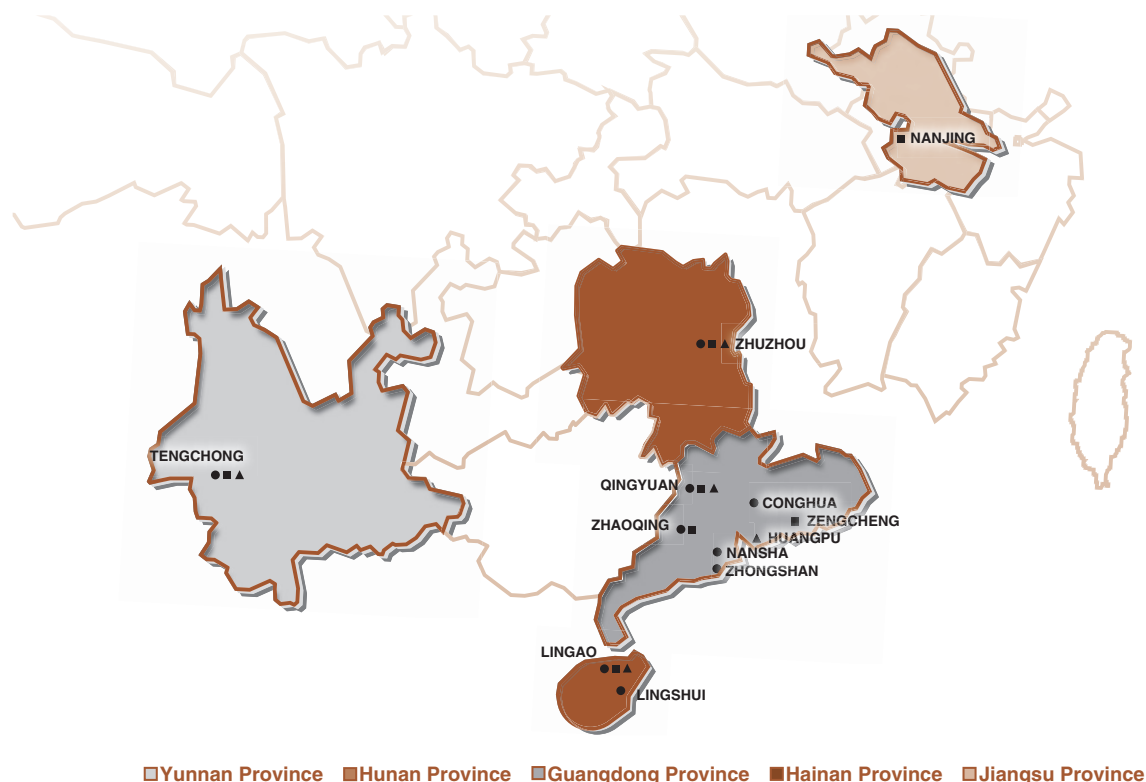 NANJING
ZHUZHOU
TENGCHONG
QINGYUAN
CONGHUA
ZENGCHENG
ZHAOQING
HUANGPU
NANSHA
ZHONGSHAN
LINGAO
LINGSHUI
Yunnan Province Hunan Province Guangdong Province Hainan Province Jiangsu Province